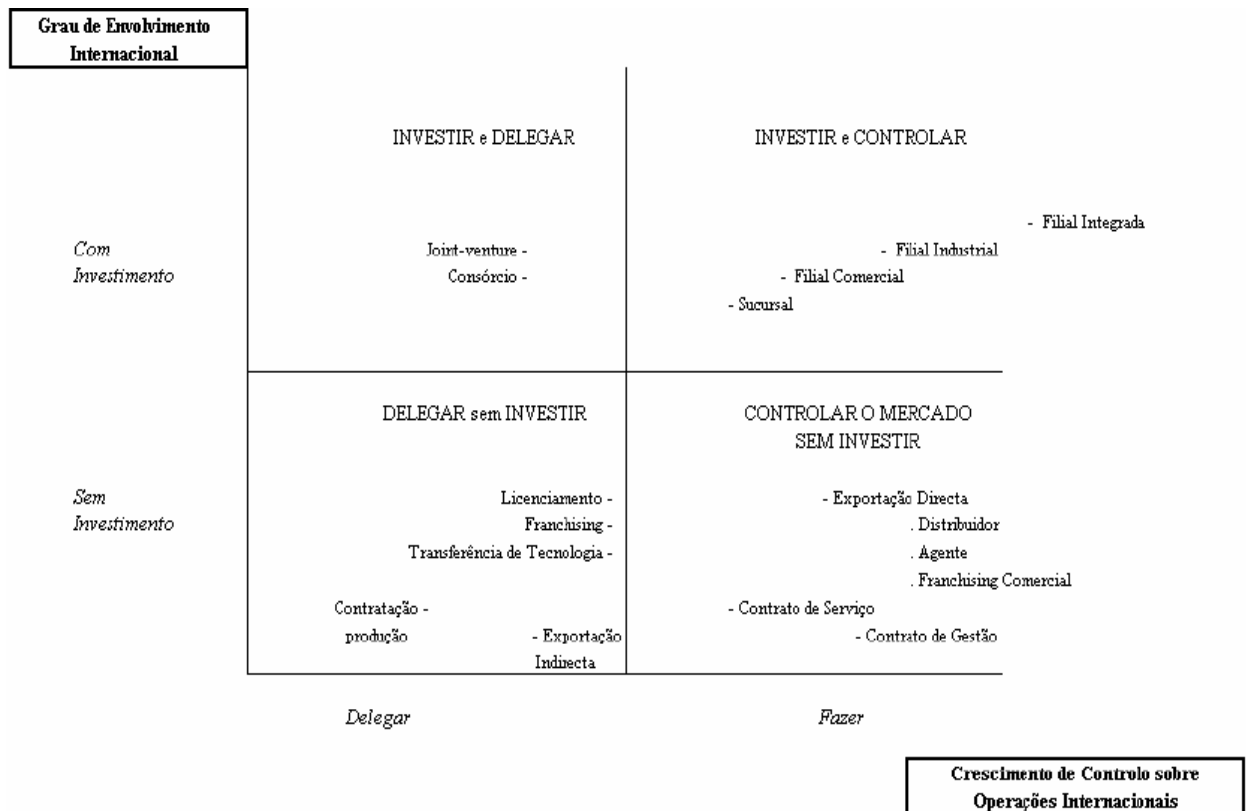 Grau de Envolvimento
Internacional
INVESTIR e DELEGAR
INVESTIR e CONTROLAR
- Filial Integrada
Com
Investimento
Joint-venture -
Consórcio -
- Filial Industrial
- Filial Comercial
- Sucursal
DELEGAR sem INVESTIR
CONTROLAR O MERCADO
SEM INVESTIR
Sem
Investimento
Licenciamento -
Franchising -
Transferência de Tecnologia -
Contratação -
produção
- Exportação
Indirecta
- Exportação Directa
. Distribuidor
. Agente
. Franchising Comercial
- Contrato de Serviço
- Contrato de Gestão
Delegar
Fazer
Crescimento de Controlo sobre
Operações Internacionais